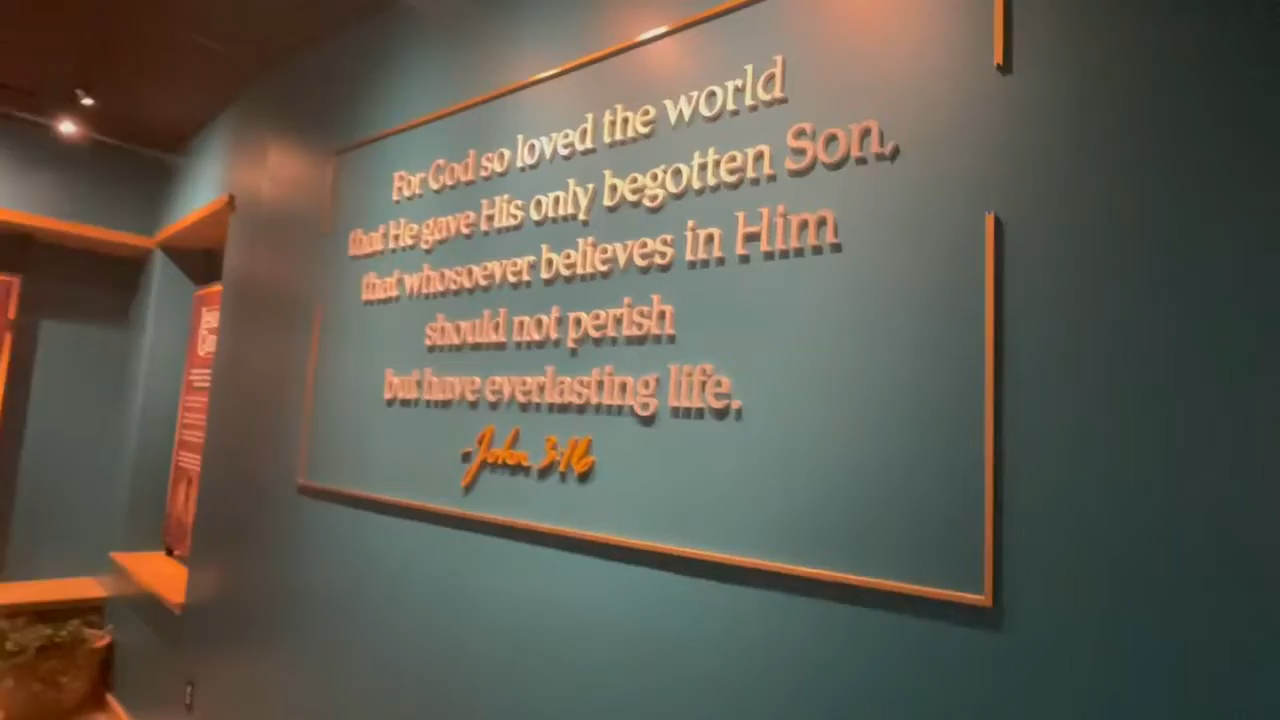 For God so loved the world
that He gave His only begotten Son,
that whosoever believes in Him
should not perish
but have everlasting life.
-John 3:16